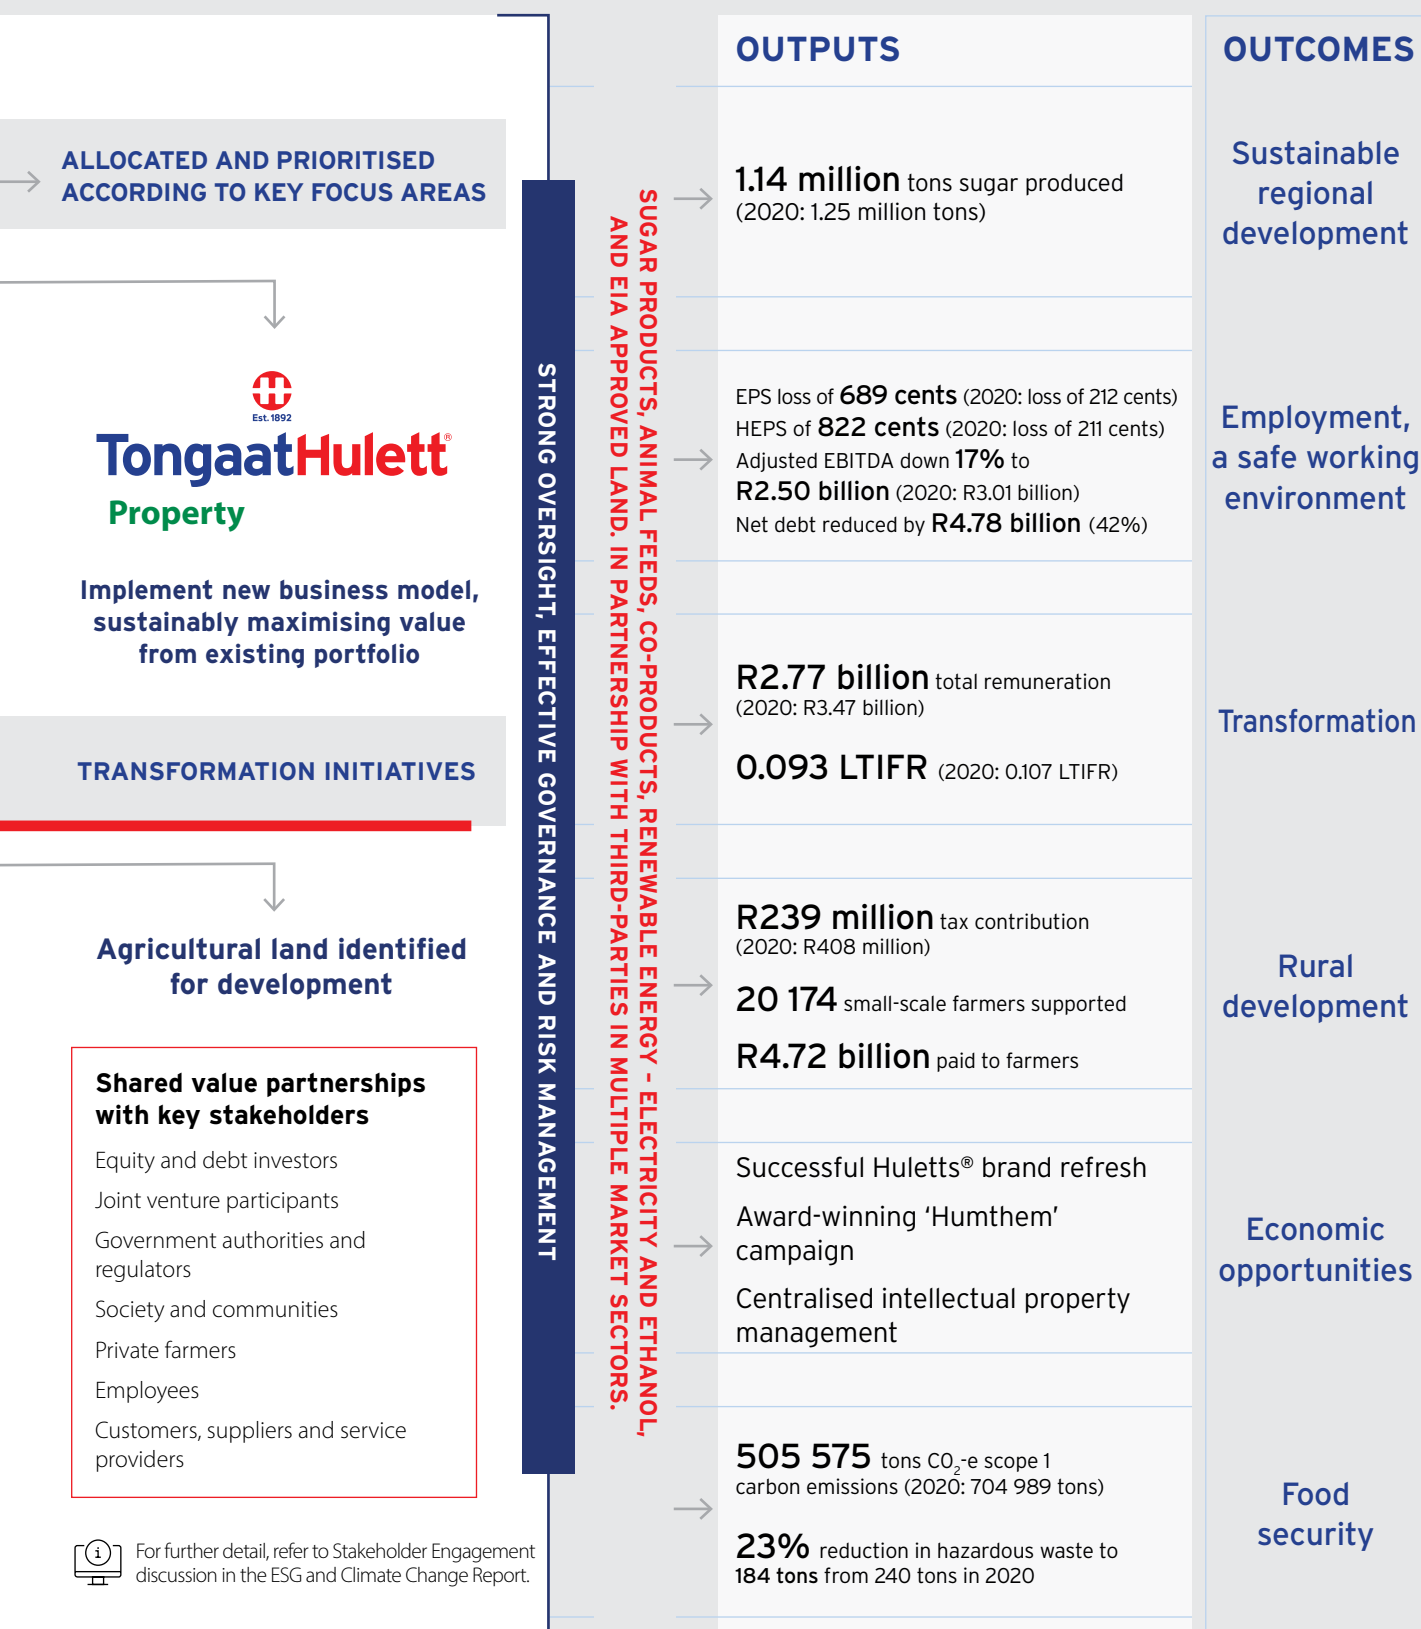 ALLOCATED AND PRIORITISED
ACCORDING TO KEY FOCUS AREAS
Est. 1892
TongaatHulett®
Property
Implement new business model,
sustainably maximising value
from existing portfolio
TRANSFORMATION INITIATIVES
Agricultural land identified
for development
Shared value partnerships
with key stakeholders
Equity and debt investors
Joint venture participants
Government authorities and
regulators
Society and communities
Private farmers
Employees
Customers, suppliers and service
providers
i
For further detail, refer to Stakeholder Engagement
discussion in the ESG and Climate Change Report.
STRONG OVERSIGHT, EFFECTIVE GOVERNANCE AND RISK MANAGEMENT
SUGAR PRODUCTS, ANIMAL FEEDS, CO-PRODUCTS, RENEWABLE ENERGY - ELECTRICITY AND ETHANOL,
AND EIA APPROVED LAND. IN PARTNERSHIP WITH THIRD-PARTIES IN MULTIPLE MARKET SECTORS.
OUTPUTS
1.14 million tons sugar produced
(2020: 1.25 million tons)
EPS loss of 689 cents (2020: loss of 212 cents)
HEPS of 822 cents (2020: loss of 211 cents)
Adjusted EBITDA down 17% to
R2.50 billion (2020: R3.01 billion)
Net debt reduced by R4.78 billion (42%)
R2.77 billion total remuneration
(2020: R3.47 billion)
0.093 LTIFR (2020: 0.107 LTIFR)
R239 million tax contribution
(2020: R408 million)
20 174 small-scale farmers supported
R4.72 billion paid to farmers
Successful Huletts® brand refresh
Award-winning ‘Humthem’
campaign
Centralised intellectual property
management
505 575 tons CO₂-e scope 1
carbon emissions (2020: 704 989 tons)
23% reduction in hazardous waste to
184 tons from 240 tons in 2020
OUTCOMES
Sustainable
regional
development
Employment,
a safe working
environment
Transformation
Rural
development
Economic
opportunities
Food
security